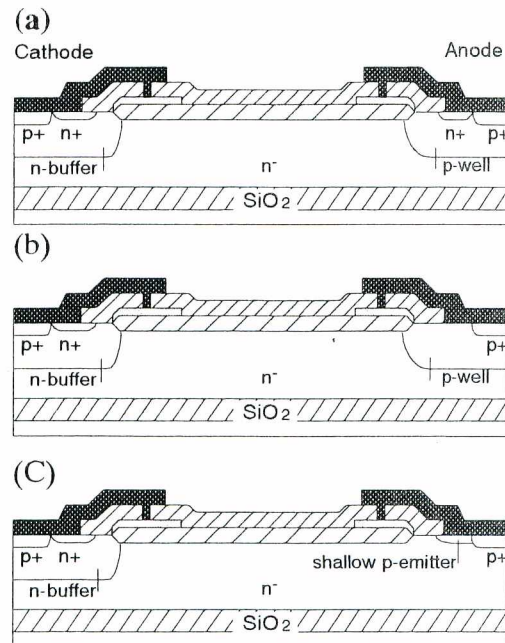 (a)
Cathode Anode
p+ n+ n+ p+
n-buffer n- p-well
SiO2
(b)
p+ n+ p+
n-buffer n- p-well
SiO2
(C)
p+ n+ shallow p-emitter p+
n-buffer n-
SiO2